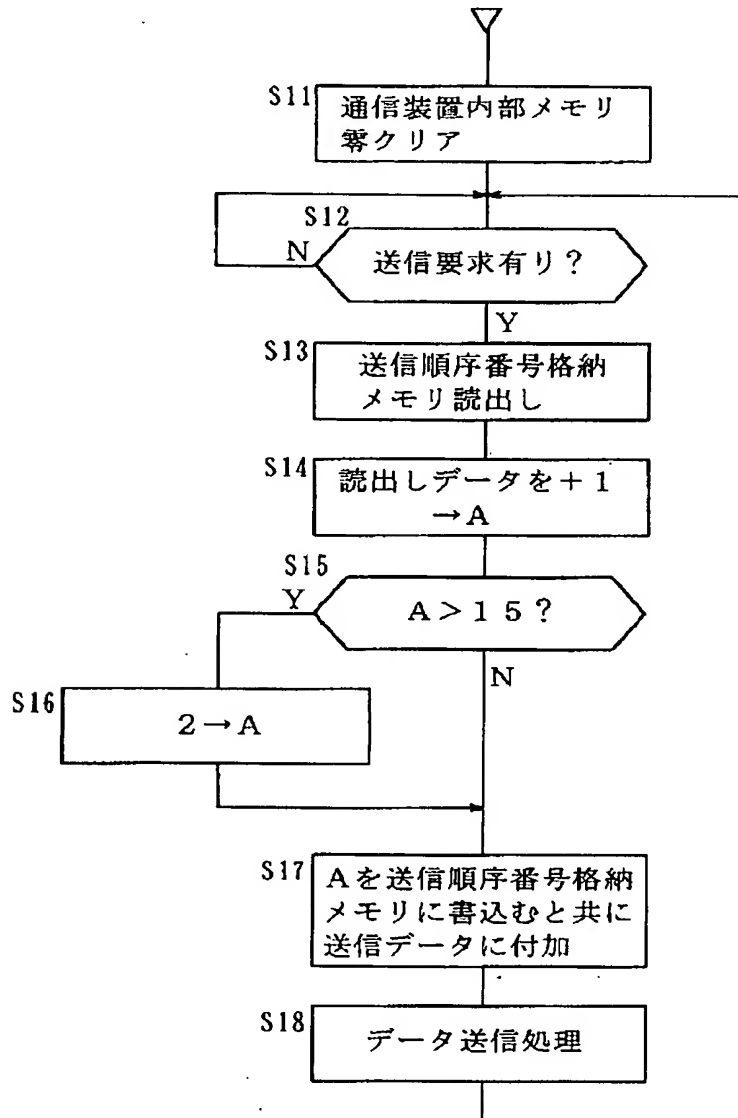 S11
通信装置内部メモリ
零クリア
S12
N
送信要求有り？
Y
S13
送信順序番号格納
メモリ読出し
S14
読出しデータを＋１
→A
S15
Y
A＞１５？
N
S16
２→A
S17
Aを送信順序番号格納
メモリに書込むと共に
送信データに付加
S18
データ送信処理